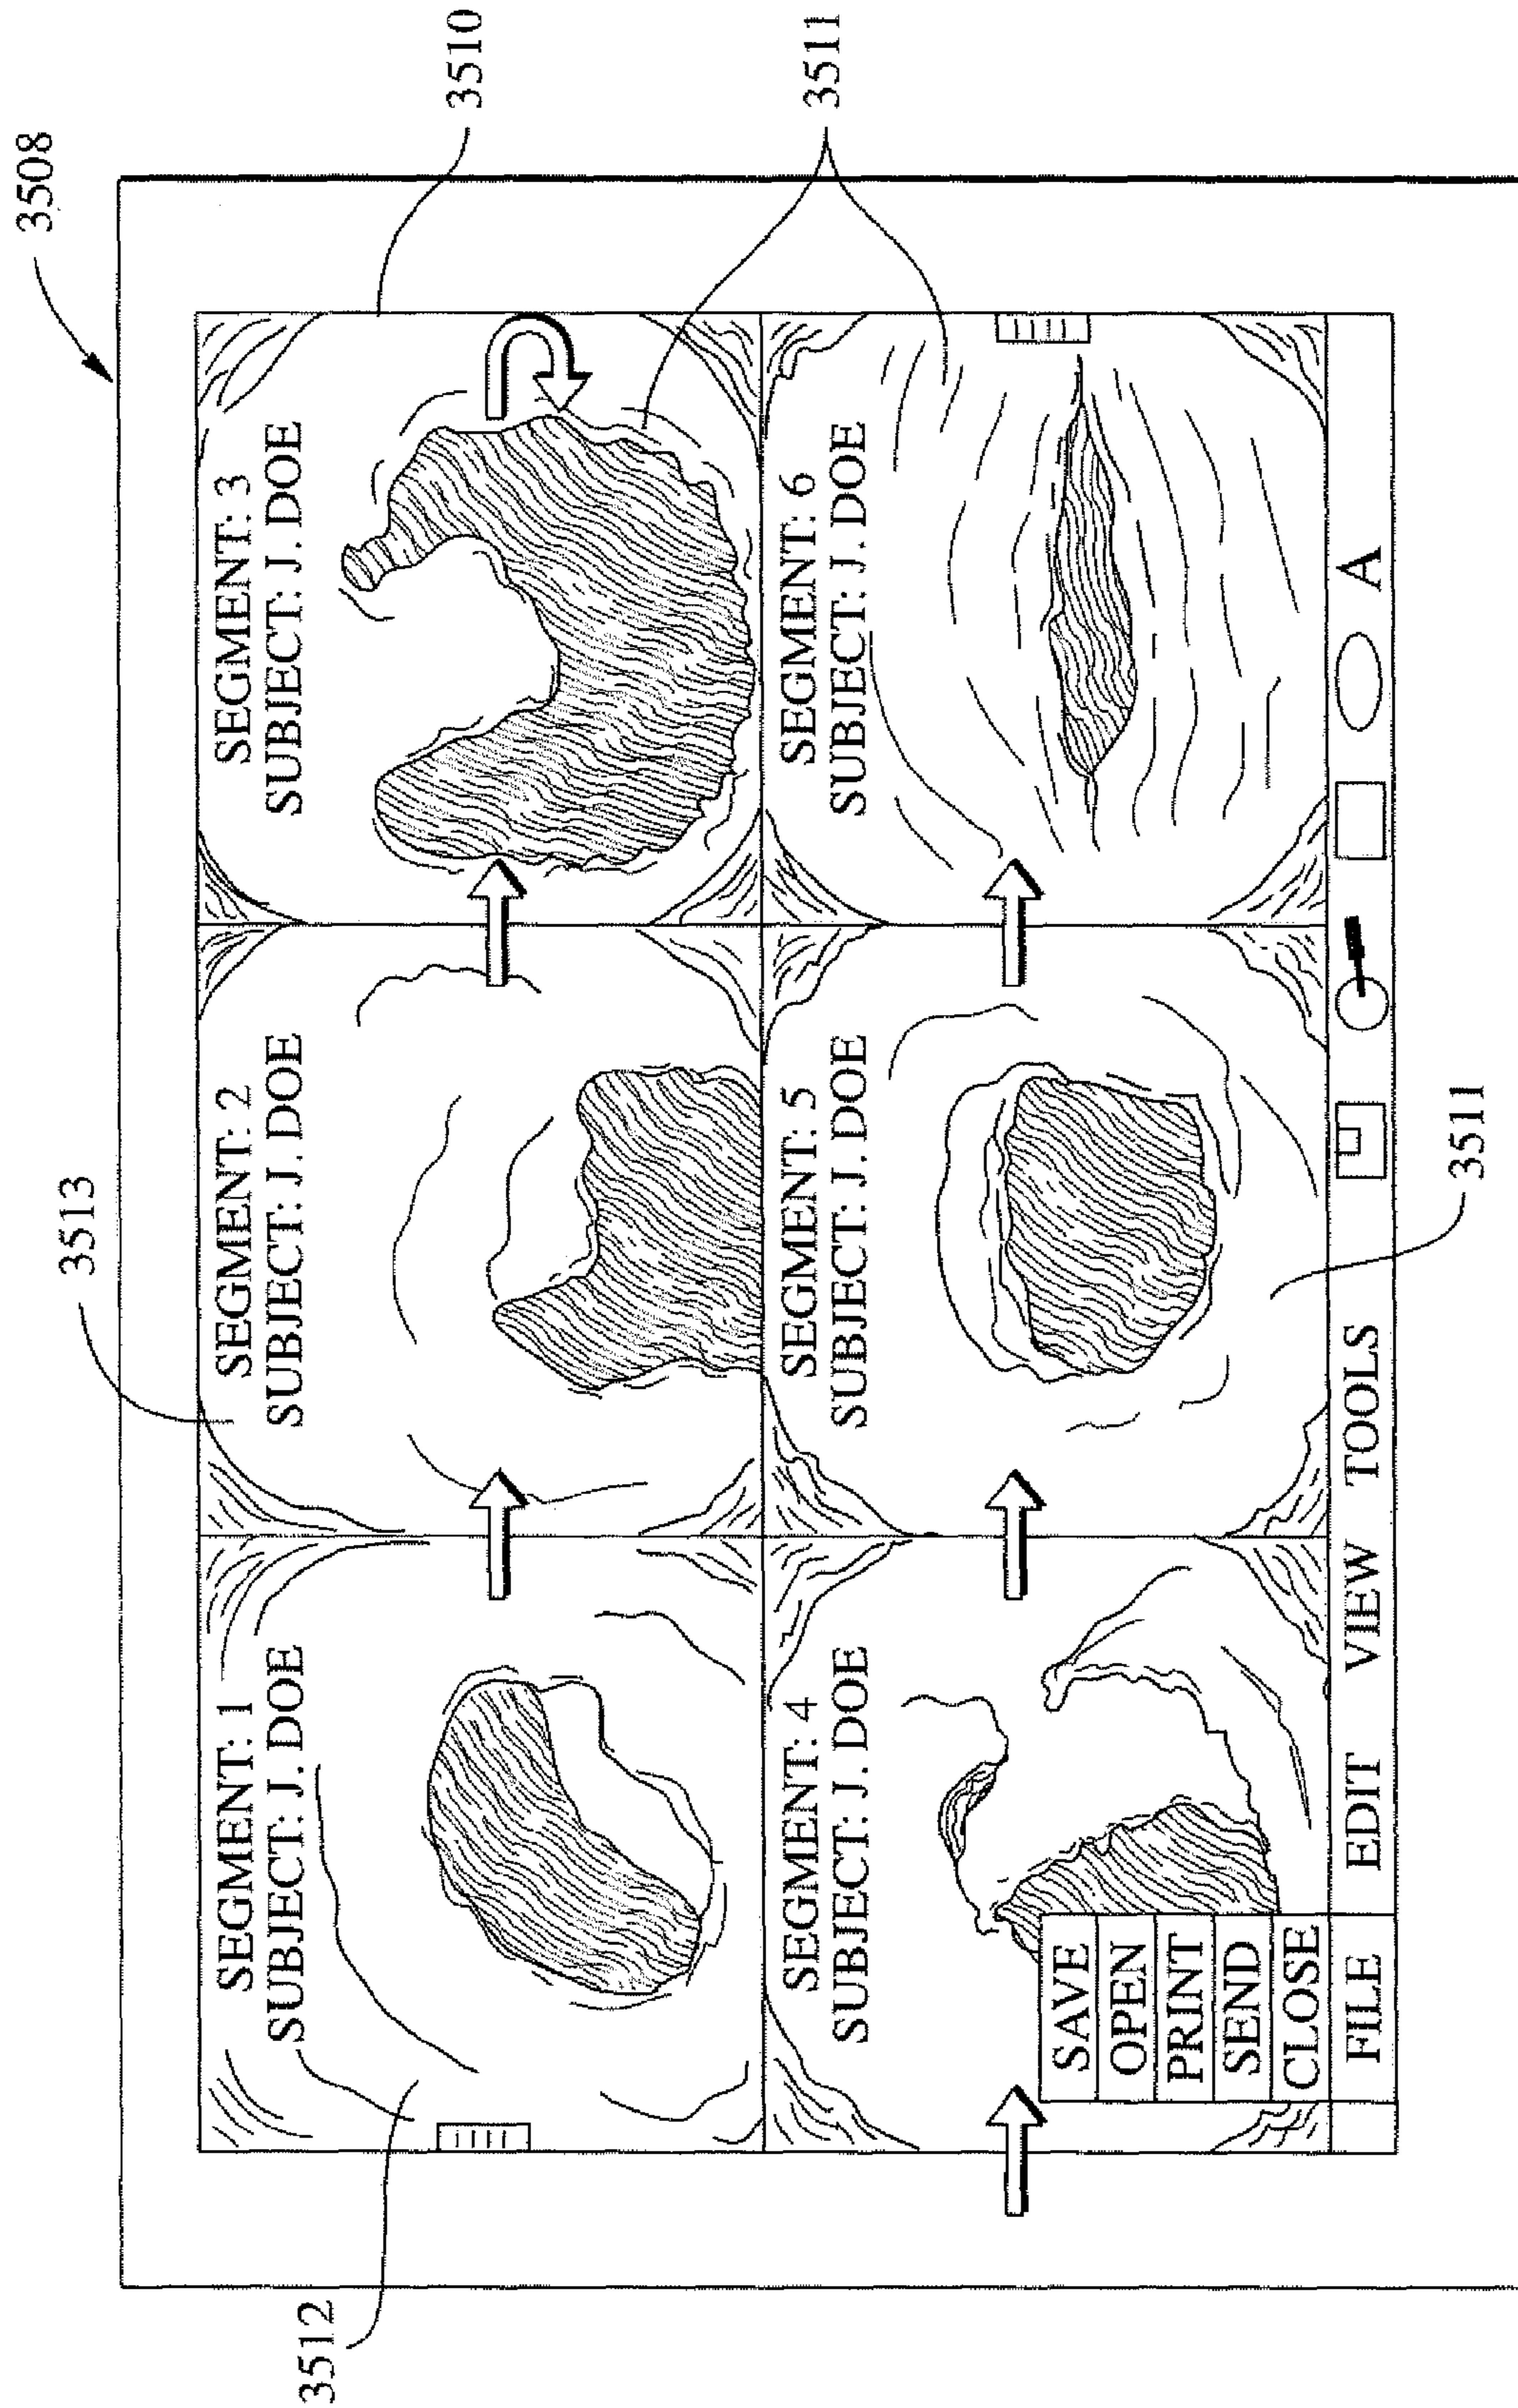 3508
3513
3510
3512
3511
SEGMENT: 1
SUBJECT: J. DOE
SEGMENT: 2
SUBJECT: J. DOE
SEGMENT: 3
SUBJECT: J. DOE
SEGMENT: 4
SUBJECT: J. DOE
SEGMENT: 5
SUBJECT: J. DOE
SEGMENT: 6
SUBJECT: J. DOE
SAVE
OPEN
PRINT
SEND
CLOSE
FILE EDIT VIEW TOOLS A
3511